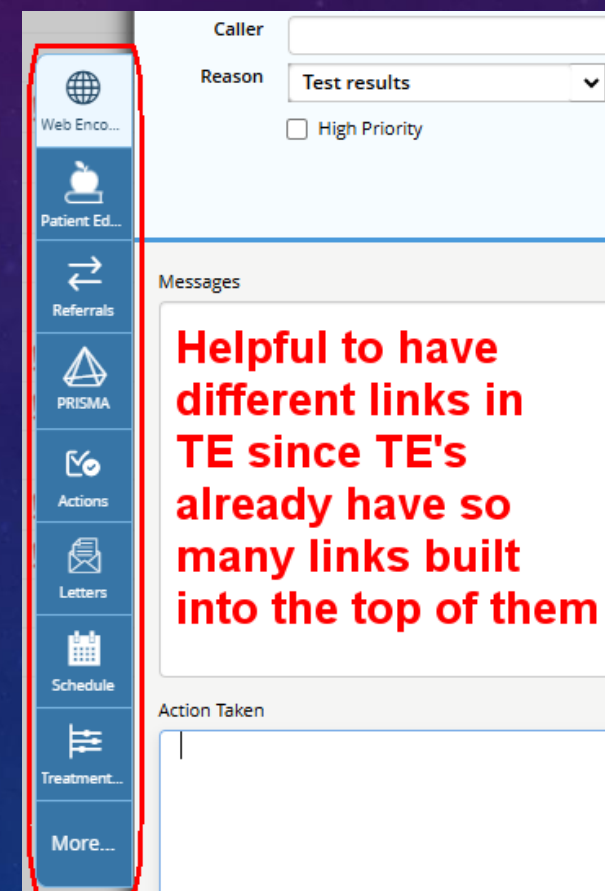 Caller
Reason
Test results
High Priority
Web Enco...
Patient Ed...
Referrals
PRISMA
Actions
Letters
Schedule
Treatment...
More...
Messages
Helpful to have
different links in
TE since TE's
already have so
many links built
into the top of them
Action Taken